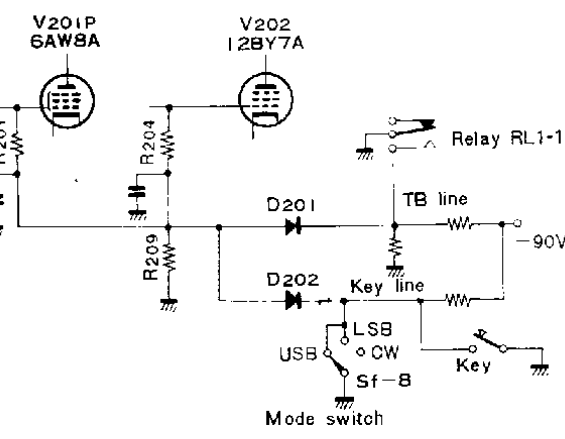 V201P
6AW8A
V202
12BY7A
R201
R204
Relay RL1-1
D201
TB line
-90V
R209
D202
Key line
LSB
USB
CW
Key
Sf-8
Mode switch